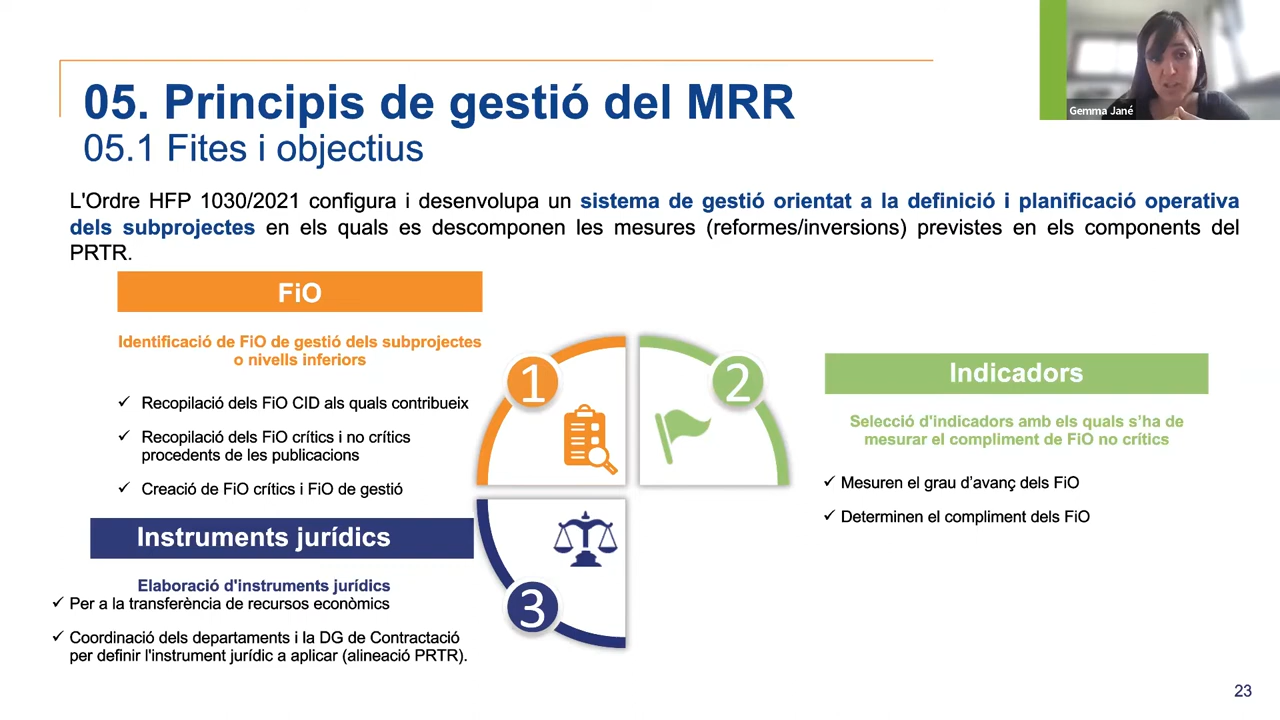 05. Principis de gestió del MRR
05.1 Fites i objectius
Gemma Jané
L'Ordre HFP 1030/2021 configura i desenvolupa un sistema de gestió orientat a la definició i planificació operativa
dels subprojectes en els quals es descomponen les mesures (reformes/inversions) previstes en els components del
PRTR.
FiO
Identificació de FiO de gestió dels subprojectes
o nivells inferiors
✓ Recopilació dels FiO CID als quals contribueix
✓ Recopilació dels FiO crítics i no crítics
procedents de les publicacions
✓ Creació de FiO crítics i FiO de gestió
1
2
Indicadors
Selecció d'indicadors amb els quals s’ha de
mesurar el compliment de FiO no crítics
✓ Mesuren el grau d’avanç dels FiO
✓ Determinen el compliment dels FiO
Instruments jurídics
Elaboració d'instruments jurídics
✓ Per a la transferència de recursos econòmics
✓ Coordinació dels departaments i la DG de Contractació
per definir l'instrument jurídic a aplicar (alineació PRTR).
3
23